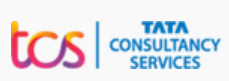 tcs
TATA
CONSULTANCY
SERVICES